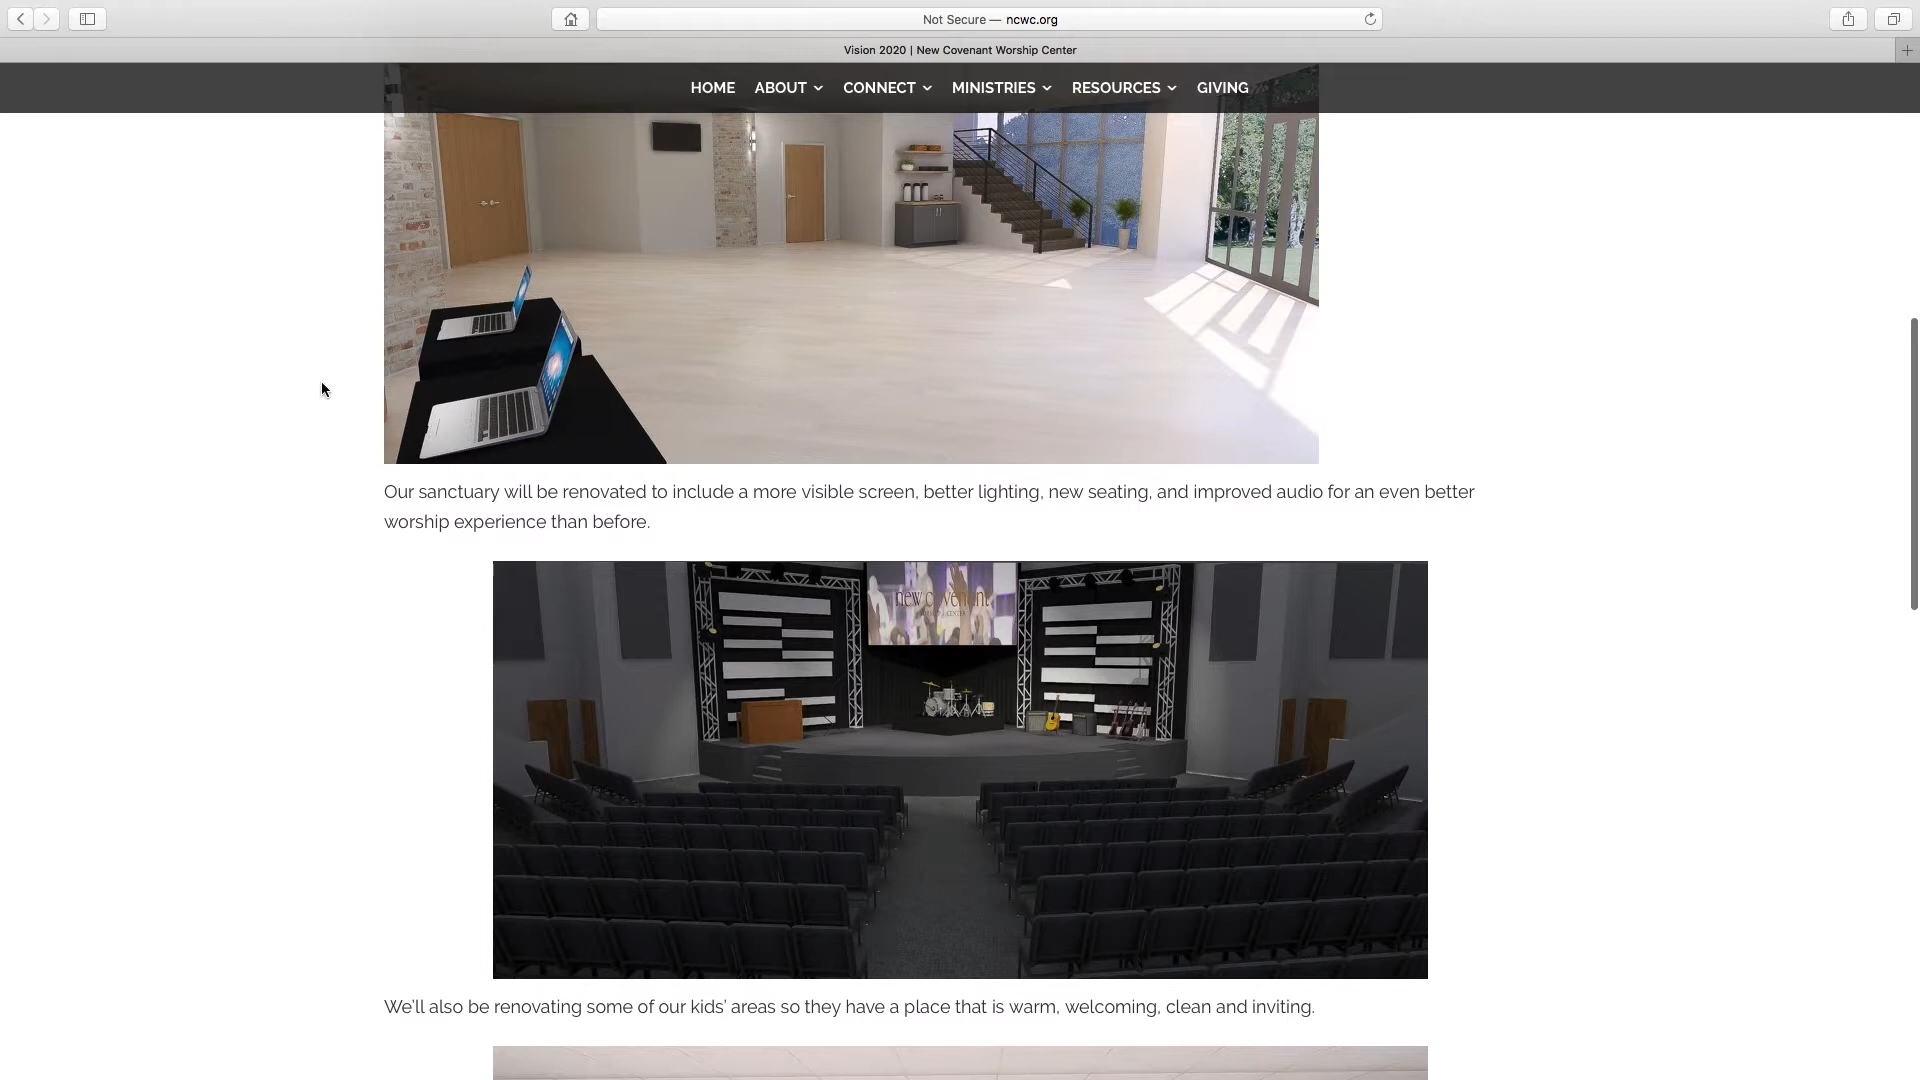 Not Secure — ncwc.org
Vision 2020 | New Covenant Worship Center
HOME ABOUT CONNECT MINISTRIES RESOURCES GIVING
Our sanctuary will be renovated to include a more visible screen, better lighting, new seating, and improved audio for an even better
worship experience than before.
new covenant
We'll also be renovating some of our kids' areas so they have a place that is warm, welcoming, clean and inviting.